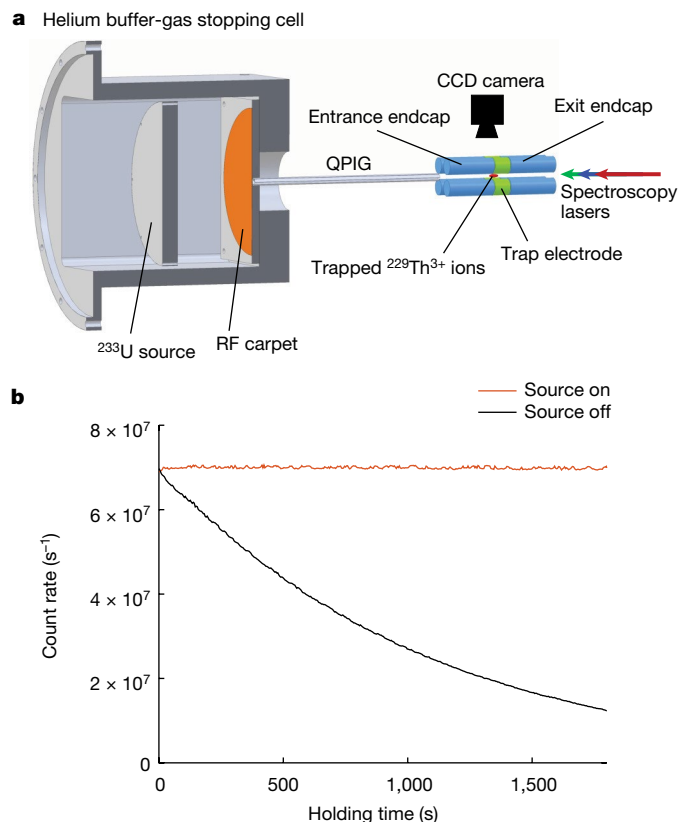 a Helium buffer-gas stopping cell
CCD camera
Entrance endcap
Exit endcap
QPIG
Spectroscopy
lasers
Trap electrode
Trapped ²²⁹Th³⁺ ions
²³³U source
RF carpet
b
Source on
Source off
8 × 10⁷
6 × 10⁷
4 × 10⁷
2 × 10⁷
0
Count rate (s⁻¹)
0 500 1,000 1,500
Holding time (s)